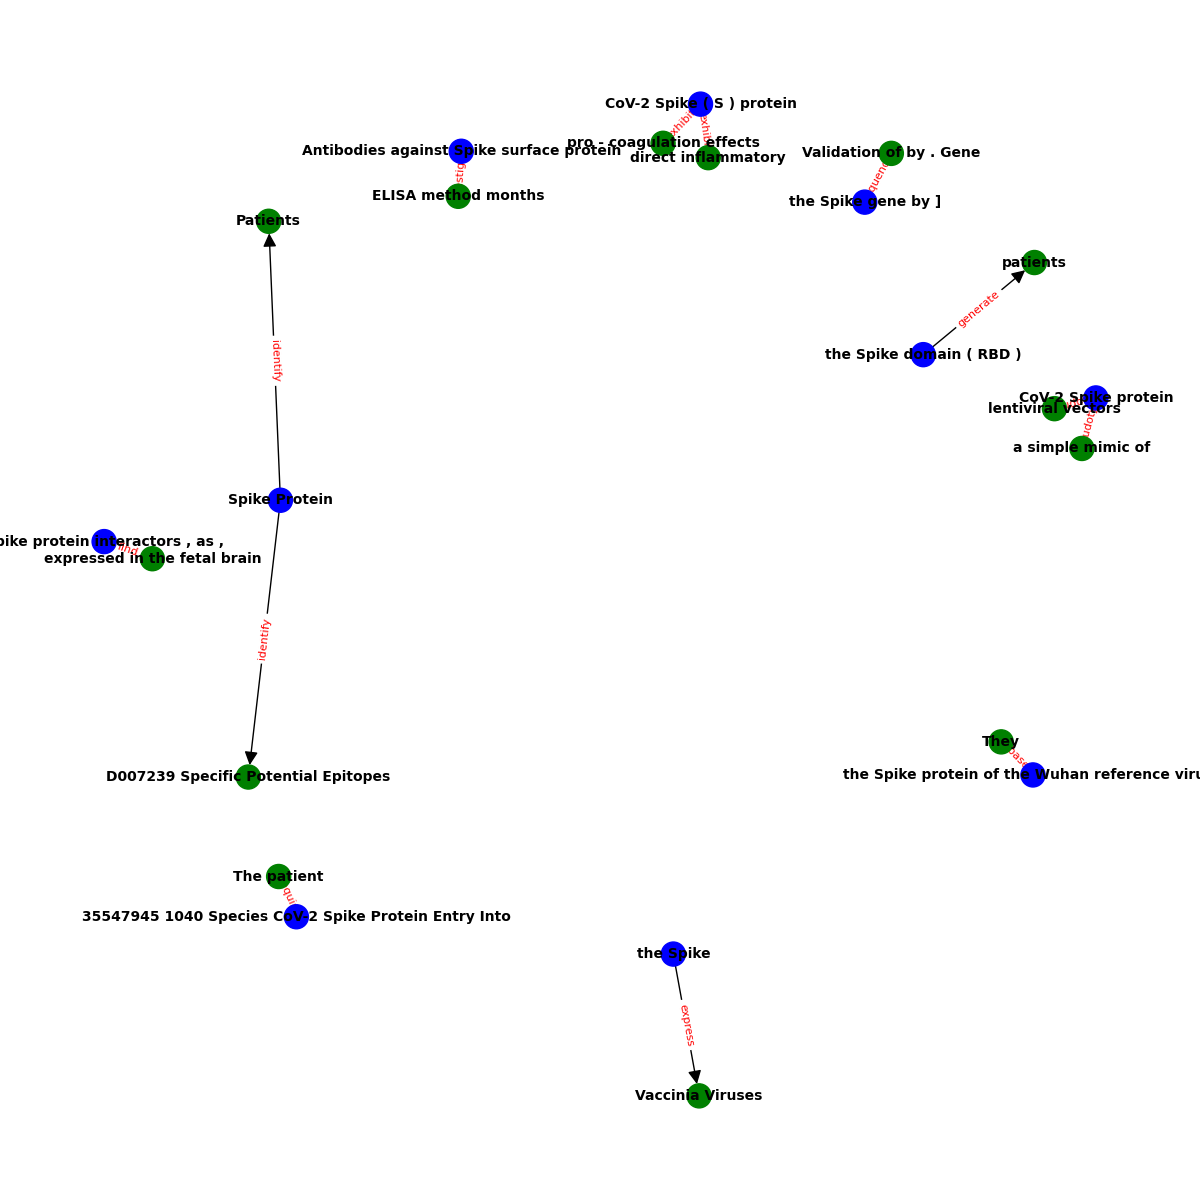 CoV-2 Spike ( S ) protein
exhibit
pro - coagulation effects
exhibit
direct inflammatory
Antibodies against Spike surface protein
ELISA method months
Validation of by . Gene
the Spike gene by ]
Patients
patients
generate
the Spike domain ( RBD )
identify
CoV-2 Spike protein
lentiviral vectors
a simple mimic of
Spike Protein
protein interactors , as ,
find
expressed in the fetal brain
identify
They
base
the Spike protein of the Wuhan reference
D007239 Specific Potential Epitopes
The patient
35547945 1040 Species CoV-2 Spike Protein Entry Into
the Spike
express
Vaccinia Viruses